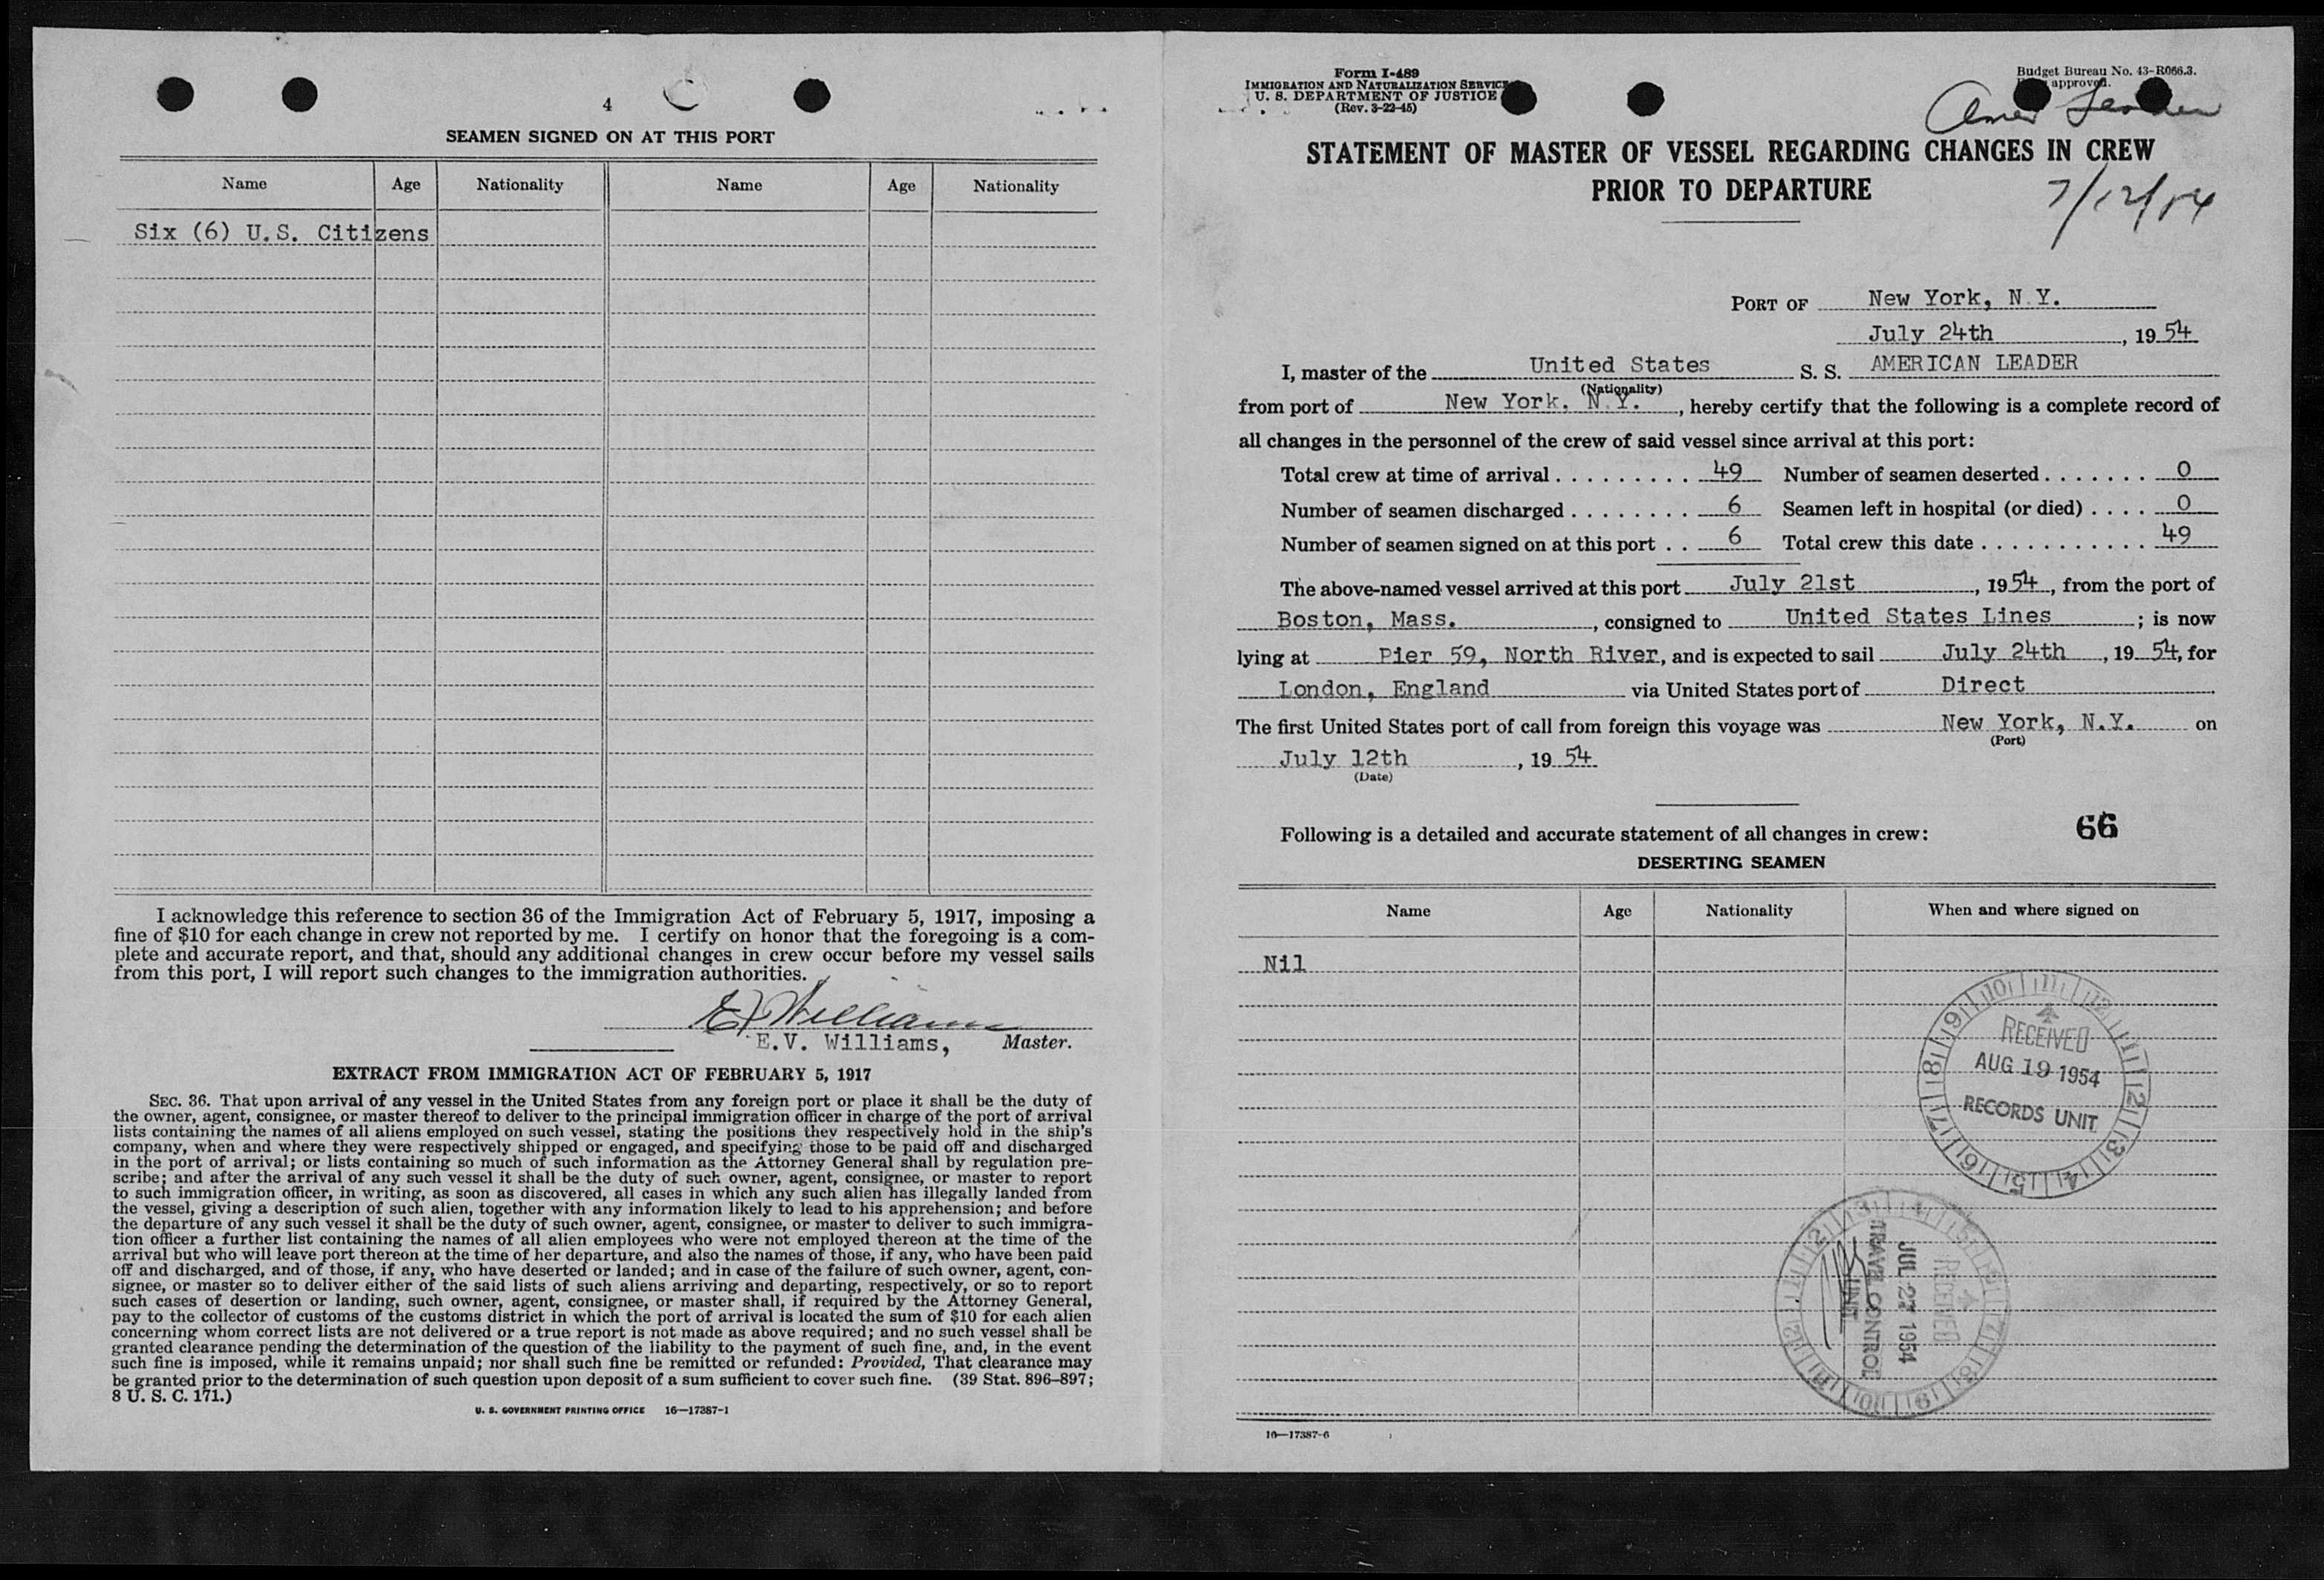 4
SEAMEN SIGNED ON AT THIS PORT
Name Age Nationality Name Age Nationality
Six (6) U.S. Citizens
I acknowledge this reference to section 36 of the Immigration Act of February 5, 1917, imposing a
fine of $10 for each change in crew not reported by me. I certify on honor that the foregoing is a com-
plete and accurate report, and that, should any additional changes in crew occur before my vessel sails
from this port, I will report such changes to the immigration authorities.
E V Williams
E.V. Williams, Master.
EXTRACT FROM IMMIGRATION ACT OF FEBRUARY 5, 1917
SEC. 36. That upon arrival of any vessel in the United States from any foreign port or place it shall be the duty of
the owner, agent, consignee, or master thereof to deliver to the principal immigration officer in charge of the port of arrival
lists containing the names of all aliens employed on such vessel, stating the positions they respectively hold in the ship's
company, when and where they were respectively shipped or engaged, and specifying those to be paid off and discharged
in the port of arrival; or lists containing so much of such information as the Attorney General shall by regulation pre-
scribe; and after the arrival of any such vessel it shall be the duty of such owner, agent, consignee, or master to report
to such immigration officer, in writing, as soon as discovered, all cases in which any such alien has illegally landed from
the vessel, giving a description of such alien, together with any information likely to lead to his apprehension; and before
the departure of any such vessel it shall be the duty of such owner, agent, consignee, or master to deliver to such immigra-
tion officer a further list containing the names of all alien employees who were not employed thereon at the time of the
arrival but who will leave port thereon at the time of her departure, and also the names of those, if any, who have been paid
off and discharged, and of those, if any, who have deserted or landed; and in case of the failure of such owner, agent, con-
signee, or master so to deliver either of the said lists of such aliens arriving and departing, respectively, or so to report
such cases of desertion or landing, such owner, agent, consignee, or master shall, if required by the Attorney General,
pay to the collector of customs of the customs district in which the port of arrival is located the sum of $10 for each alien
concerning whom correct lists are not delivered or a true report is not made as above required; and no such vessel shall be
granted clearance pending the determination of the question of the liability to the payment of such fine, and, in the event
such fine is imposed, while it remains unpaid; nor shall such fine be remitted or refunded: Provided, That clearance may
be granted prior to the determination of such question upon deposit of a sum sufficient to cover such fine. (39 Stat. 896–897;
8 U. S. C. 171.)
U. S. GOVERNMENT PRINTING OFFICE 16—17387-1
Form I-489
IMMIGRATION AND NATURALIZATION SERVICE
U. S. DEPARTMENT OF JUSTICE
(Rev. 3-22-45)
Budget Bureau No. 43-R066.3.
approved.
Amer Leader
STATEMENT OF MASTER OF VESSEL REGARDING CHANGES IN CREW
PRIOR TO DEPARTURE
7/12/54
PORT OF New York, N.Y.
July 24th, 1954
I, master of the United States S. S. AMERICAN LEADER
(Nationality)
from port of New York, N.Y., hereby certify that the following is a complete record of
all changes in the personnel of the crew of said vessel since arrival at this port:
Total crew at time of arrival . . . . . . . . . 49 Number of seamen deserted . . . . . . . 0
Number of seamen discharged . . . . . . . . 6 Seamen left in hospital (or died) . . . . 0
Number of seamen signed on at this port . . 6 Total crew this date . . . . . . . . . . . 49
The above-named vessel arrived at this port July 21st, 1954, from the port of
Boston, Mass., consigned to United States Lines; is now
lying at Pier 59, North River, and is expected to sail July 24th, 1954, for
London, England via United States port of Direct
The first United States port of call from foreign this voyage was New York, N.Y. on
(Port)
July 12th, 1954
(Date)
Following is a detailed and accurate statement of all changes in crew: 66
DESERTING SEAMEN
Name Age Nationality When and where signed on
Nil
RECEIVED
AUG 19 1954
RECORDS UNIT
RECEIVED
JUL 27 1954
TRAVEL CONTROL
UNIT
16—17387-6